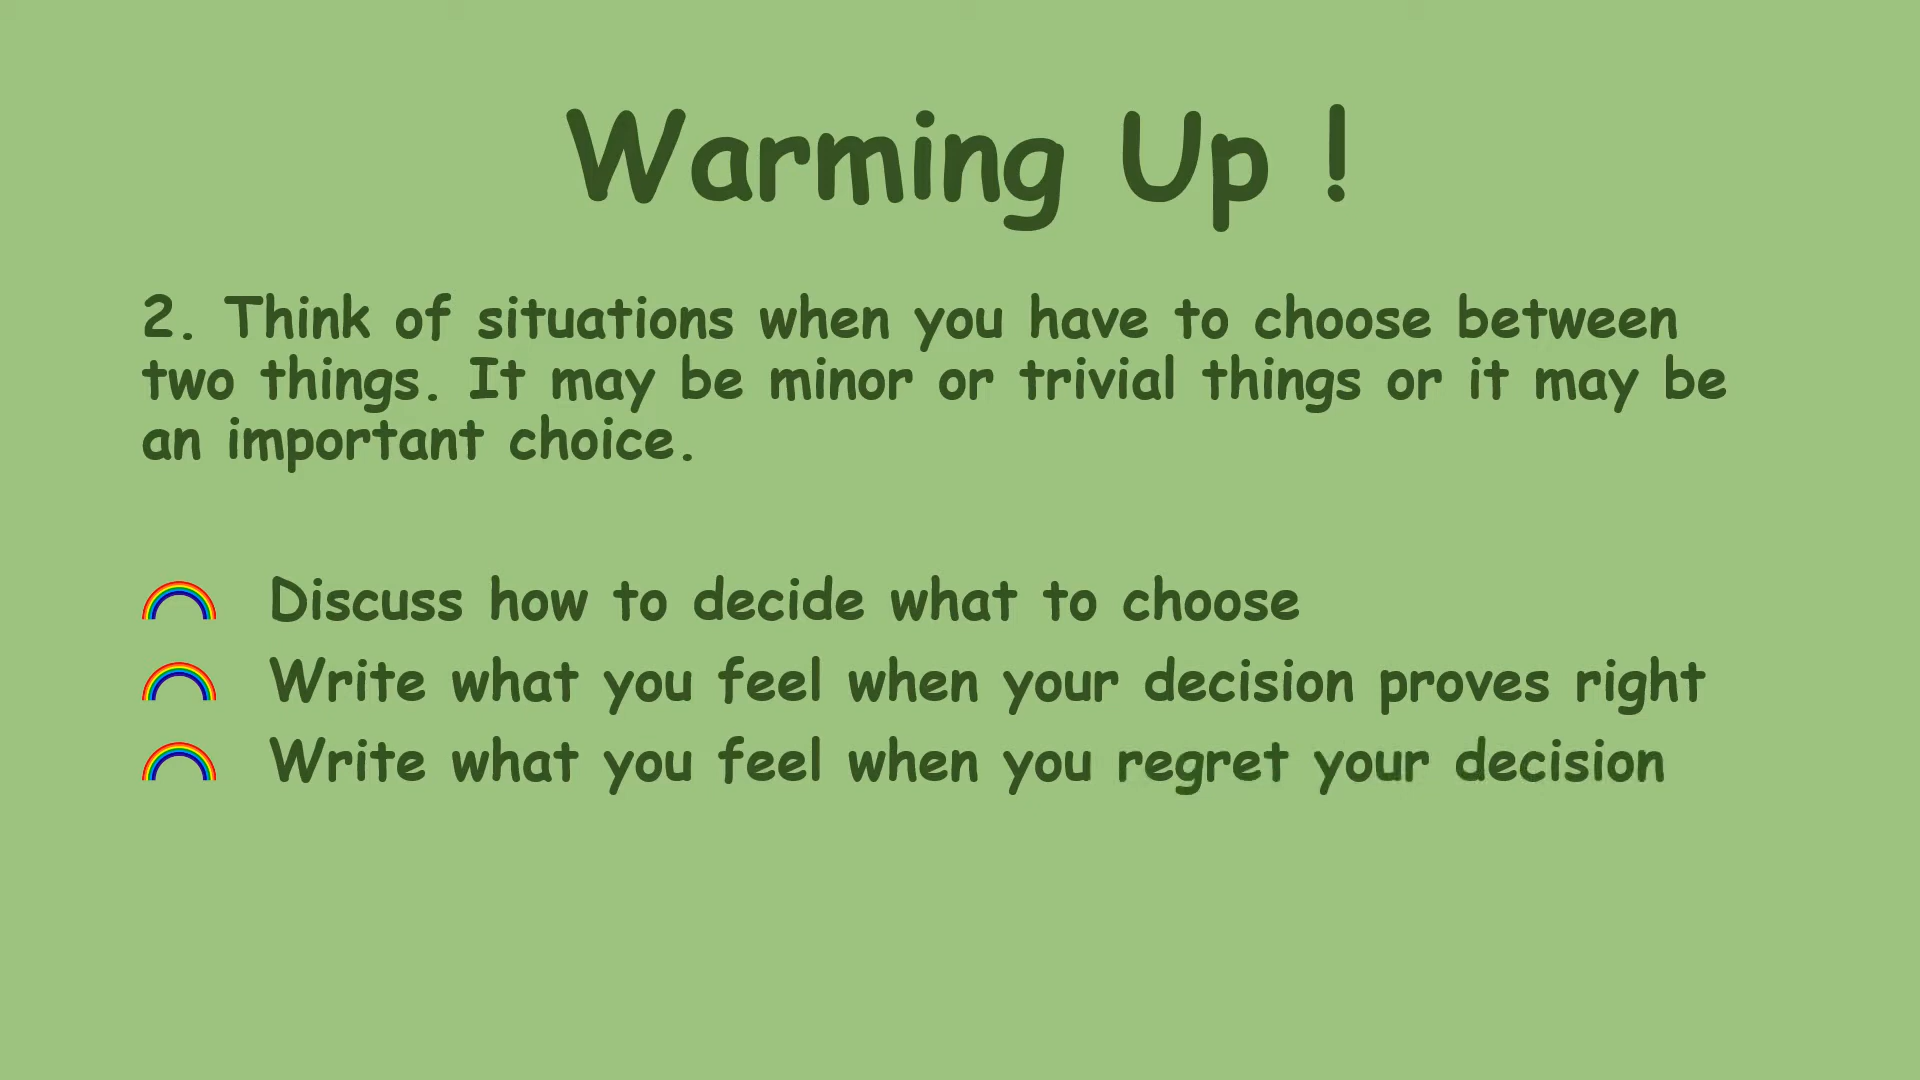 Warming Up !
2. Think of situations when you have to choose between
two things. It may be minor or trivial things or it may be
an important choice.
Discuss how to decide what to choose
Write what you feel when your decision proves right
Write what you feel when you regret your decision